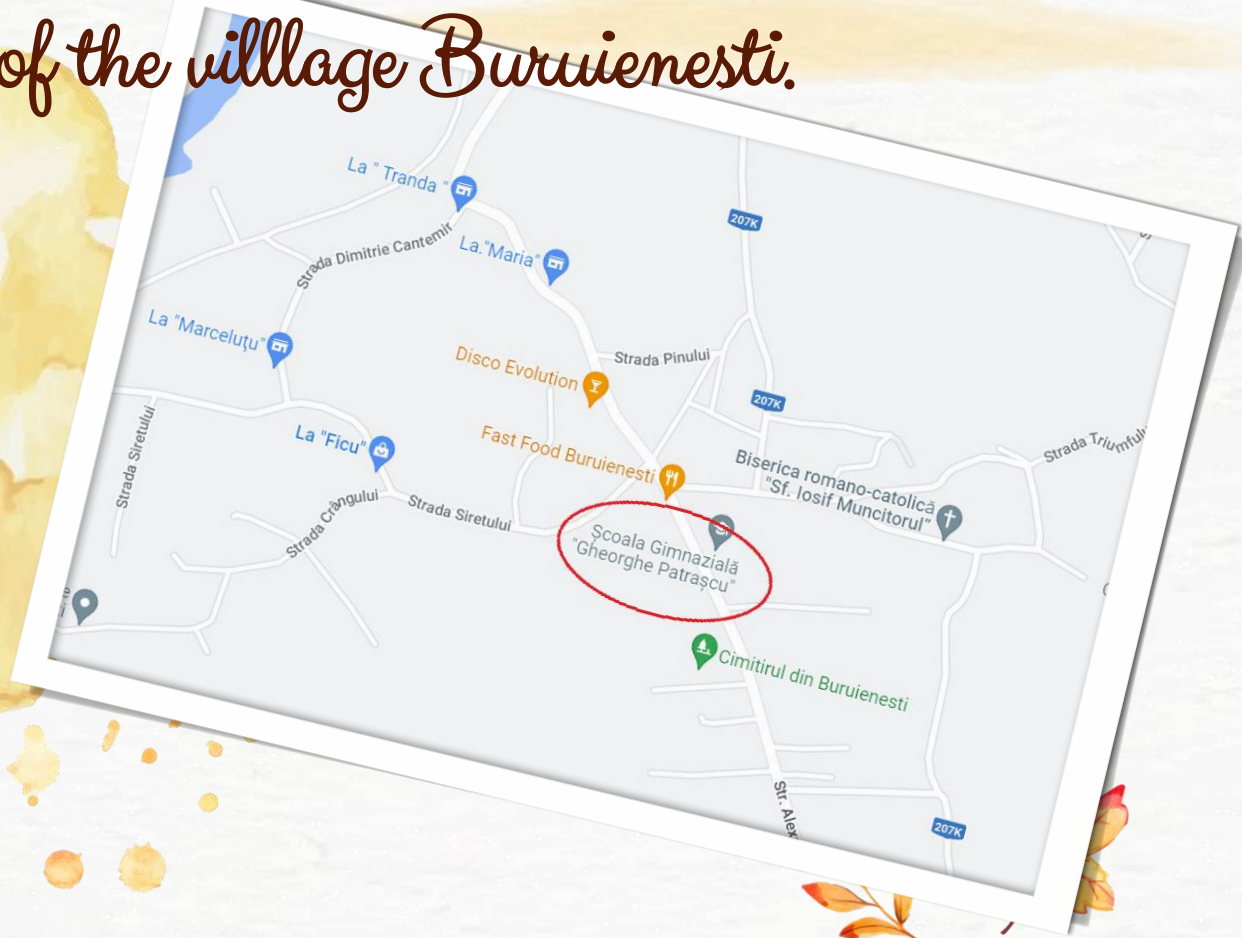 of the villlage Buruienesti.
La " Tranda "
207K
La."Maria"
Strada Dimitrie Cantemir
La "Marceluțu"
Disco Evolution
Strada Pinului
207K
Strada Siretului
La "Ficu"
Fast Food Buruienesti
Biserica romano-catolică
"Sf. Iosif Muncitorul"
Strada Triumfulu
Strada Crângului
Strada Siretului
Școala Gimnazială
"Gheorghe Patrașcu"
Cimitirul din Buruienesti
Str. Alex
207K